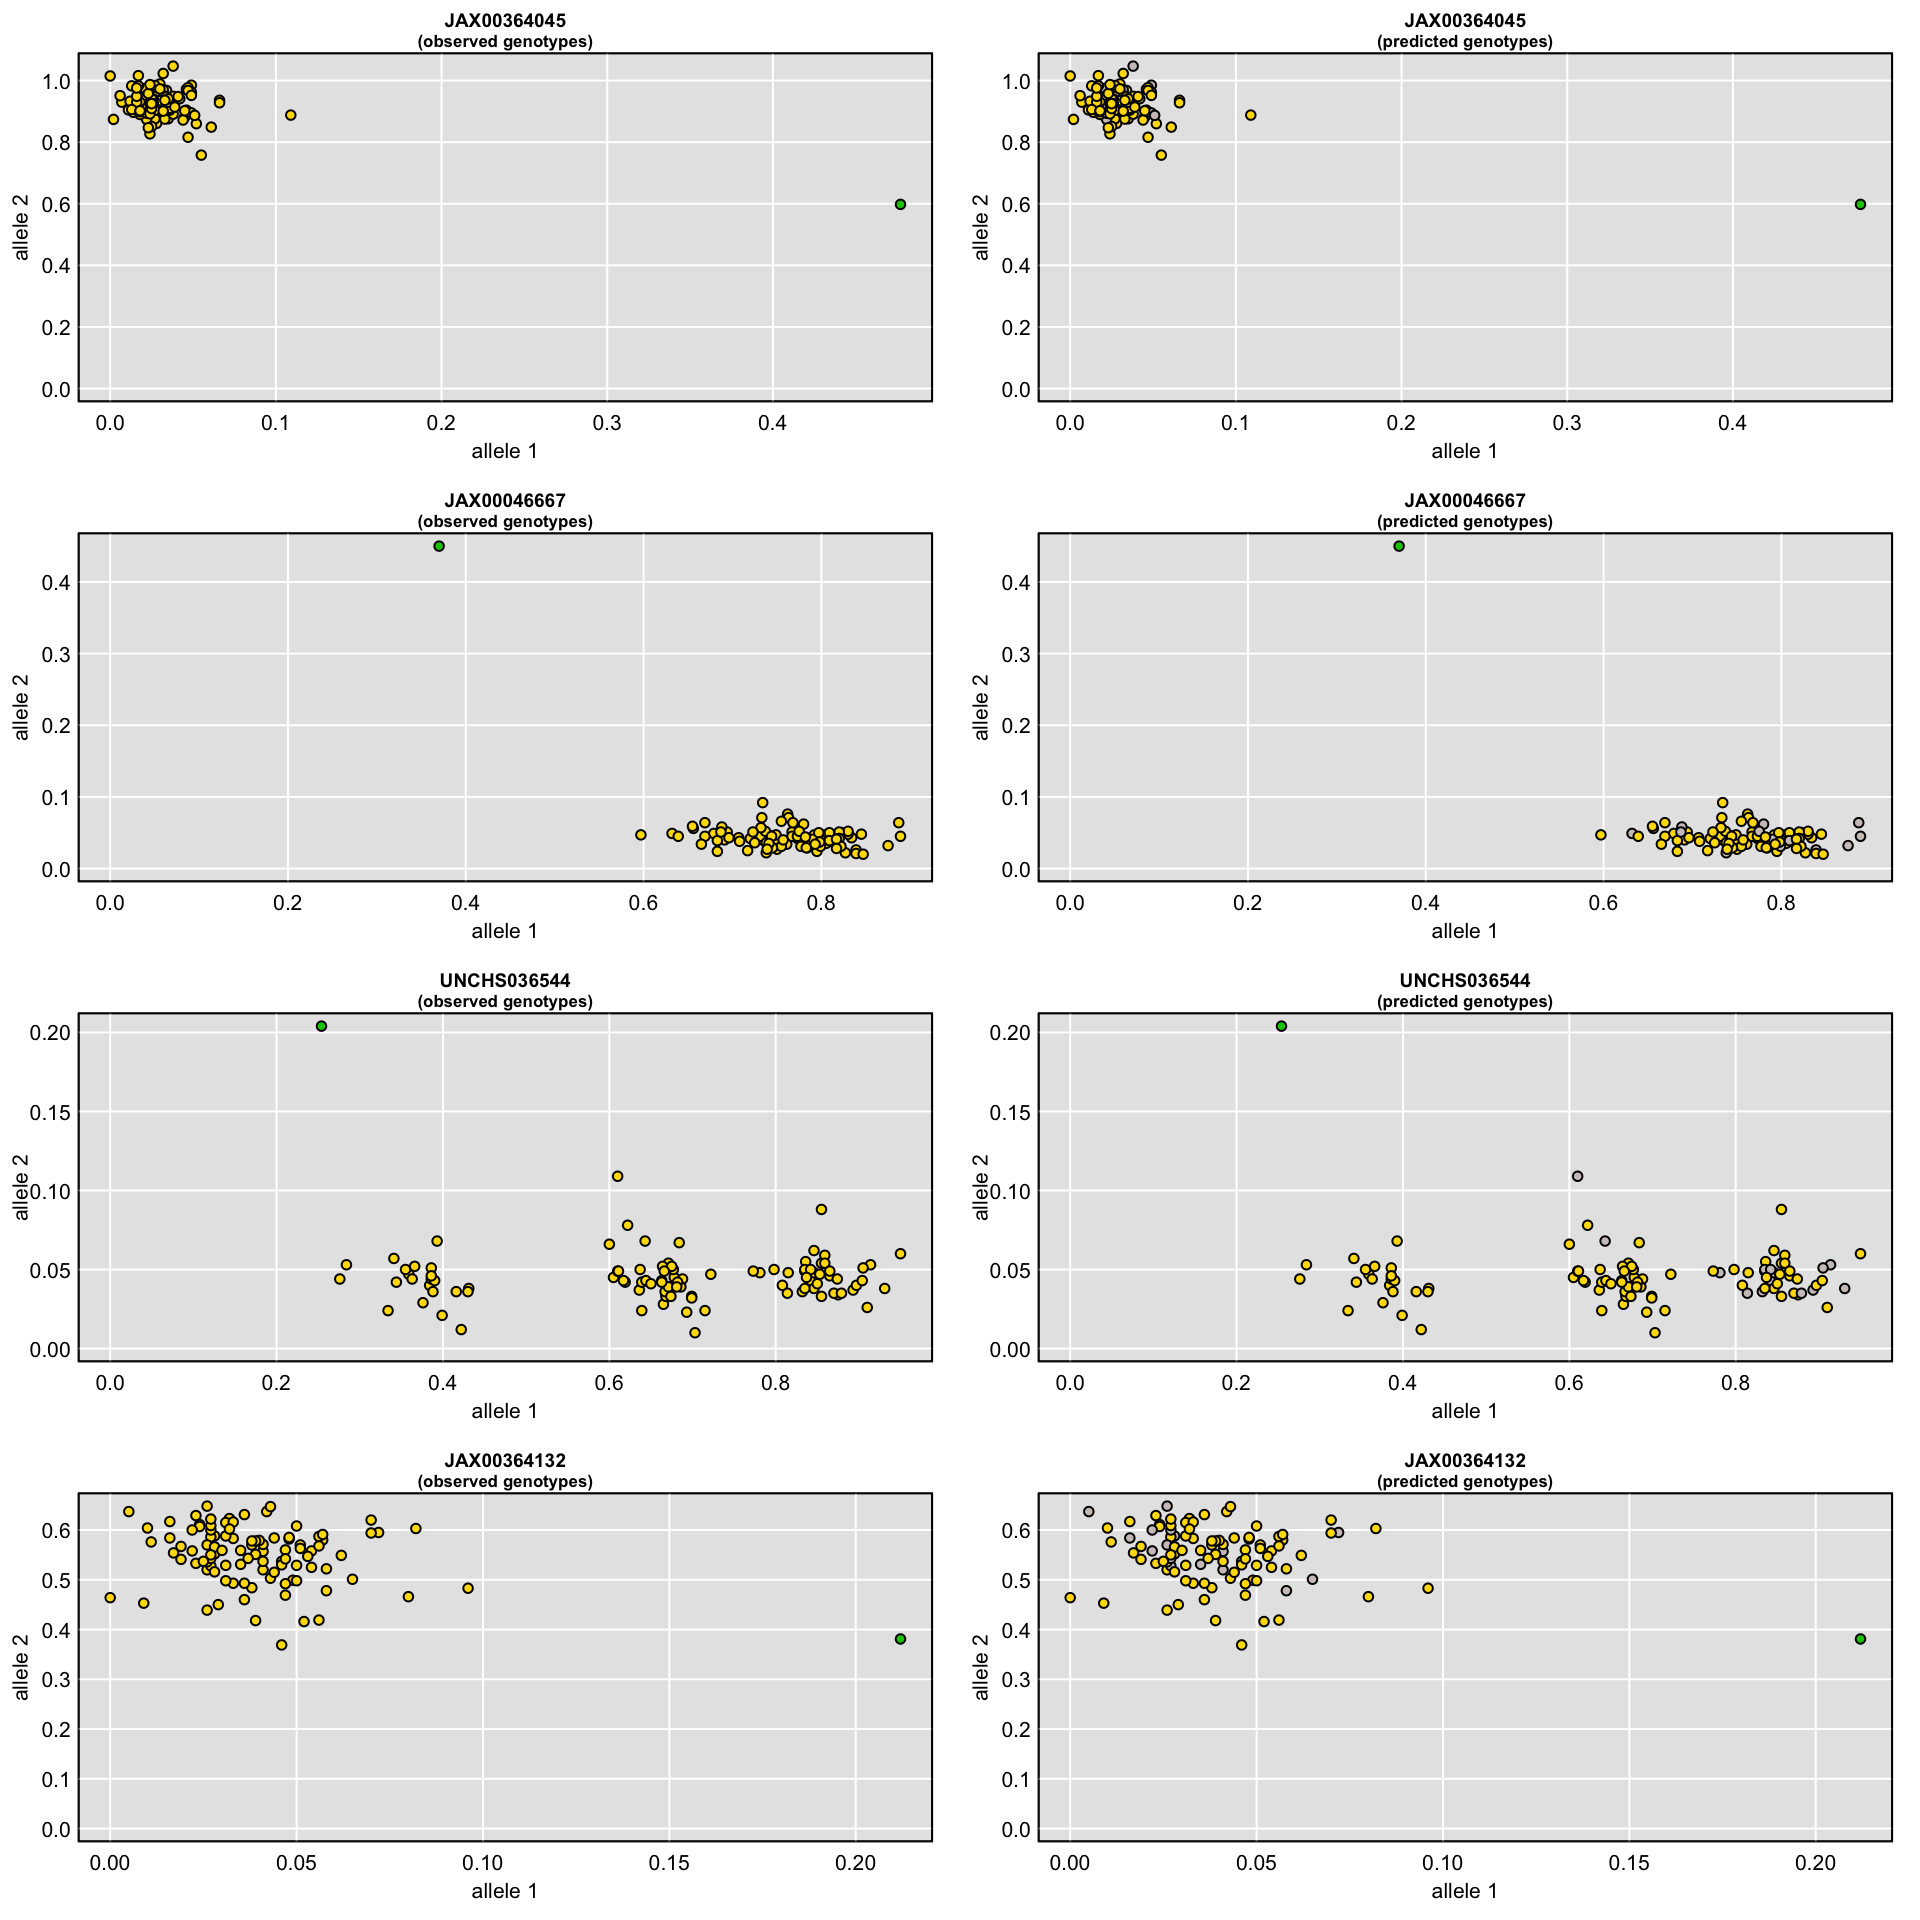 JAX00364045
(observed genotypes)
allele 2
1.0
0.8
0.6
0.4
0.2
0.0
0.0 0.1 0.2 0.3 0.4
allele 1
JAX00364045
(predicted genotypes)
allele 2
1.0
0.8
0.6
0.4
0.2
0.0
0.0 0.1 0.2 0.3 0.4
allele 1
JAX00046667
(observed genotypes)
allele 2
0.4
0.3
0.2
0.1
0.0
0.0 0.2 0.4 0.6 0.8
allele 1
JAX00046667
(predicted genotypes)
allele 2
0.4
0.3
0.2
0.1
0.0
0.0 0.2 0.4 0.6 0.8
allele 1
UNCHS036544
(observed genotypes)
allele 2
0.20
0.15
0.10
0.05
0.00
0.0 0.2 0.4 0.6 0.8
allele 1
UNCHS036544
(predicted genotypes)
allele 2
0.20
0.15
0.10
0.05
0.00
0.0 0.2 0.4 0.6 0.8
allele 1
JAX00364132
(observed genotypes)
allele 2
0.6
0.5
0.4
0.3
0.2
0.1
0.0
0.00 0.05 0.10 0.15 0.20
allele 1
JAX00364132
(predicted genotypes)
allele 2
0.6
0.5
0.4
0.3
0.2
0.1
0.0
0.00 0.05 0.10 0.15 0.20
allele 1